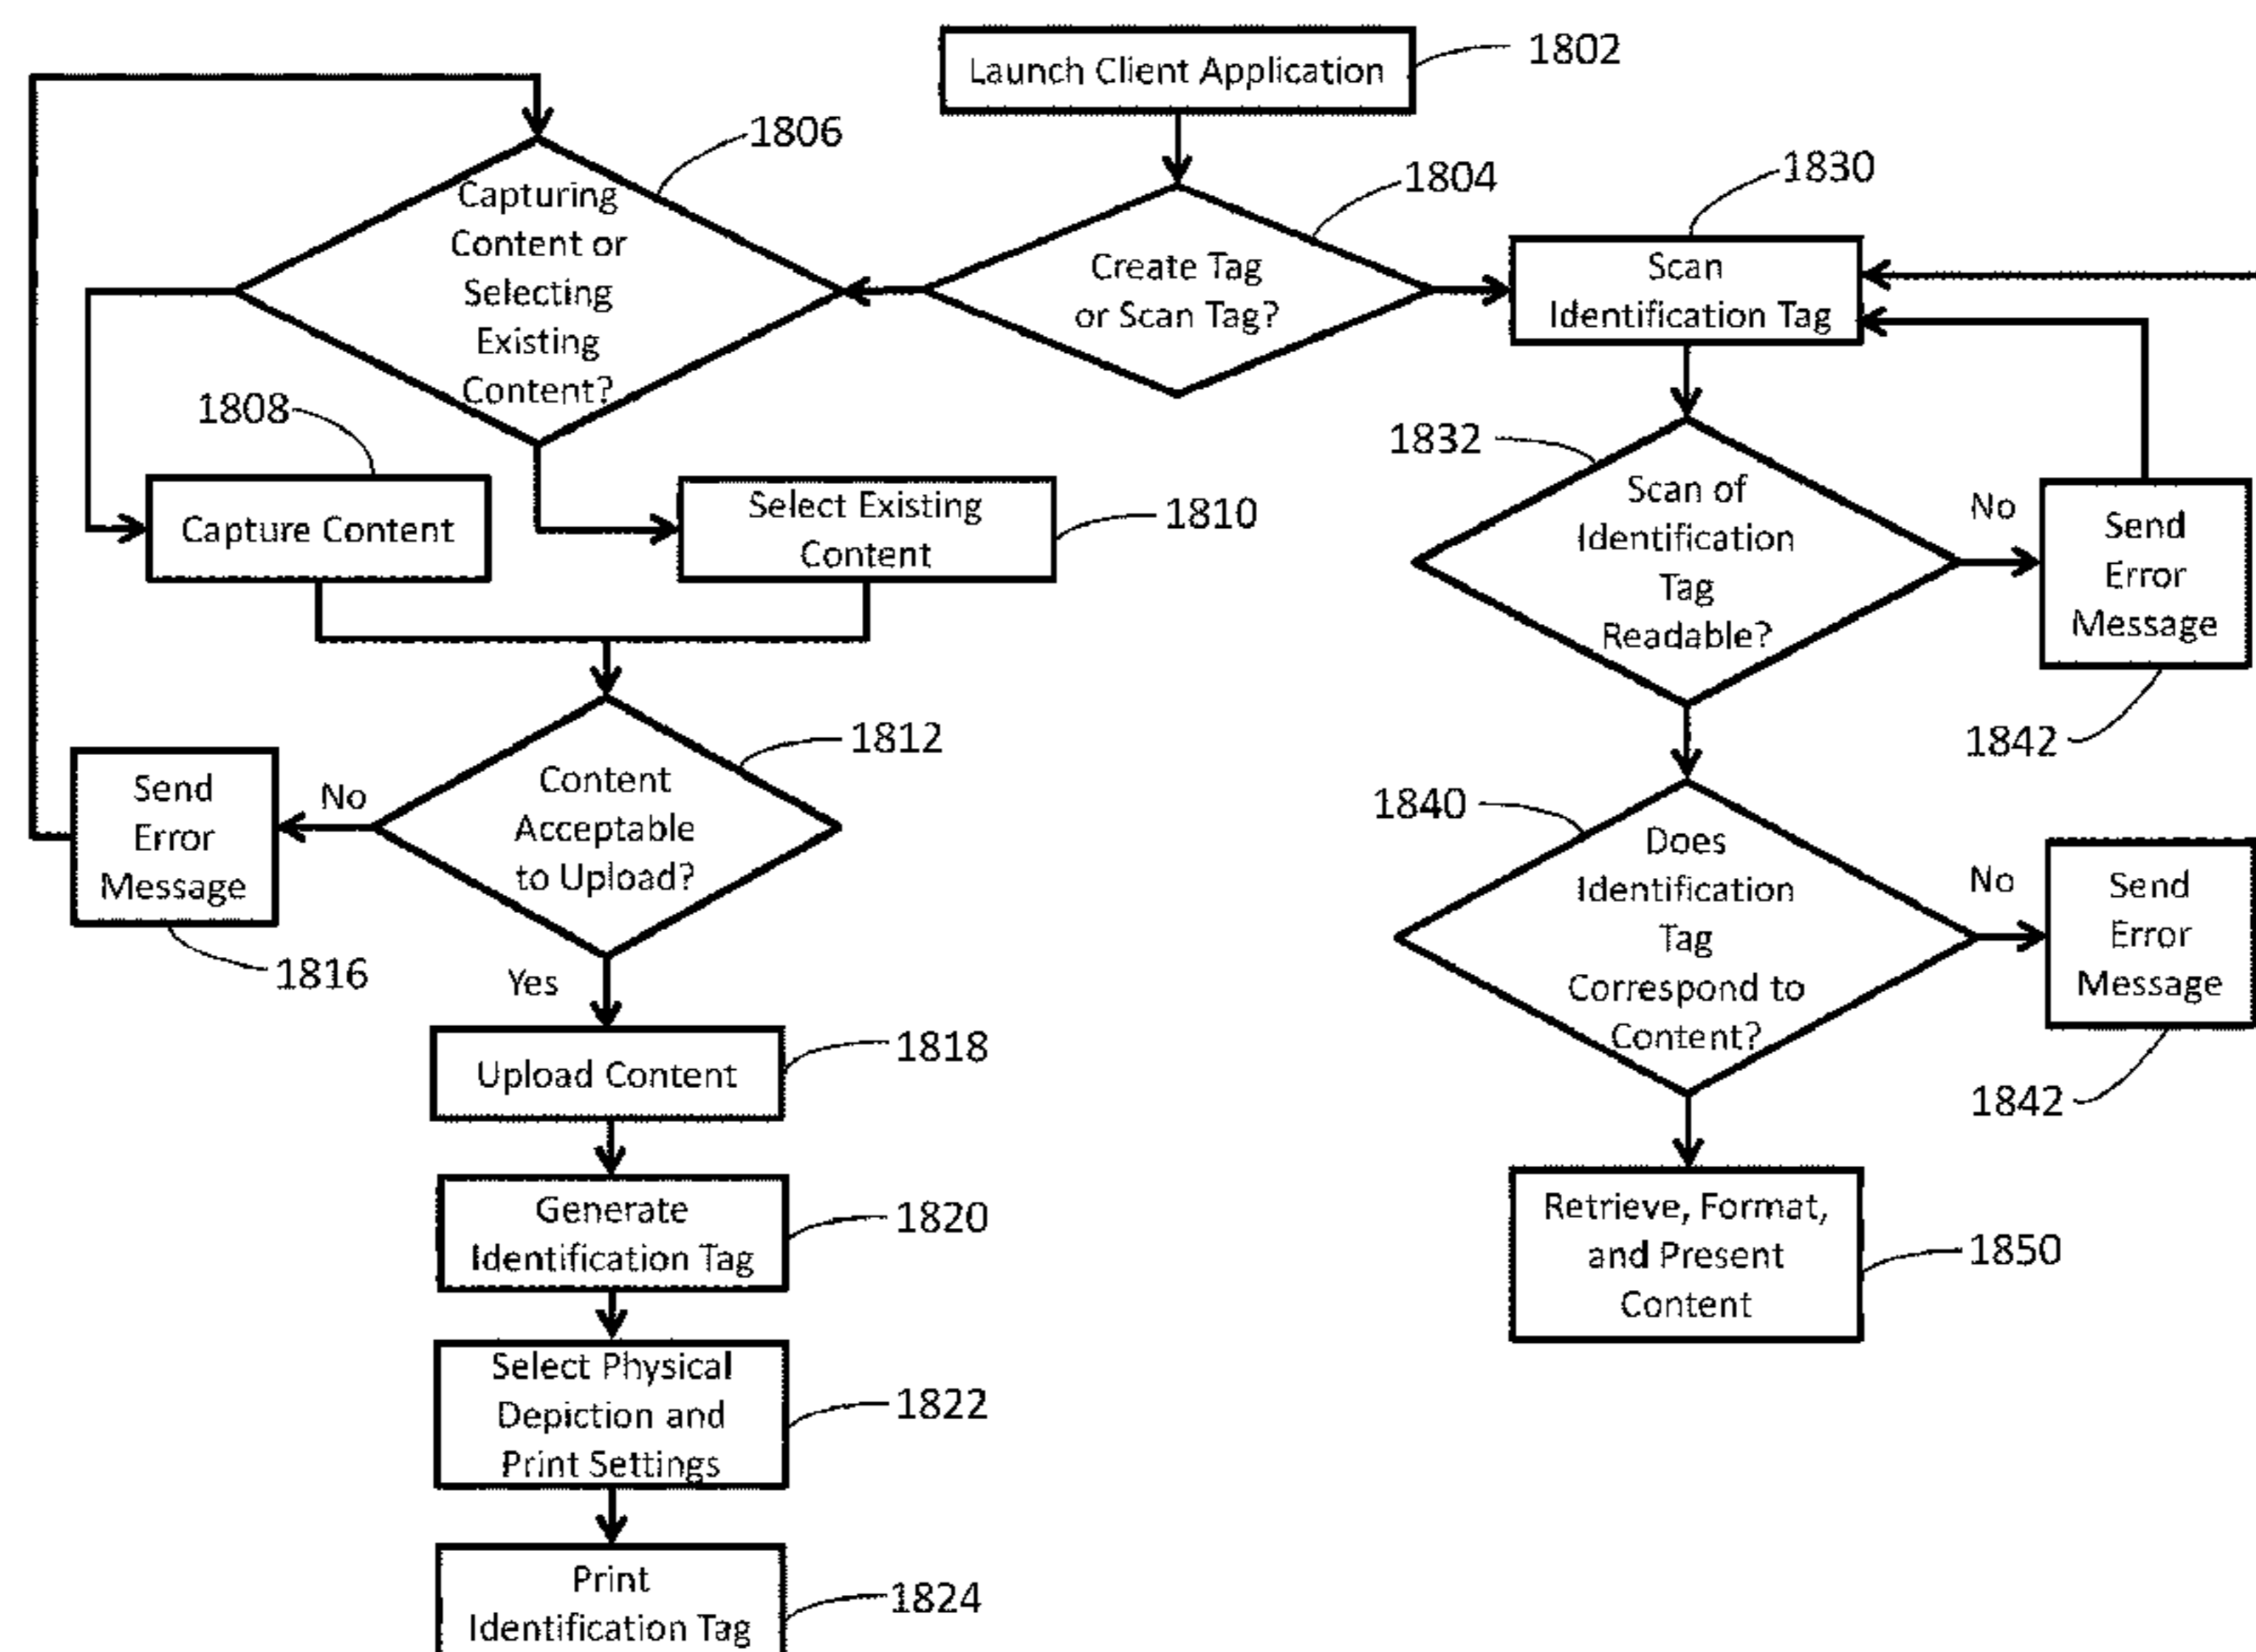 Launch Client Application
1802
1806
Capturing
Content or
Selecting
Existing
Content?
1804
Create Tag
or Scan Tag?
1830
Scan
Identification Tag
1808
Capture Content
Select Existing
Content
1810
1832
Scan of
Identification
Tag
Readable?
No
Send
Error
Message
1842
1812
Content
Acceptable
to Upload?
No
Send
Error
Message
1816
Yes
1840
Does
Identification
Tag
Correspond to
Content?
No
Send
Error
Message
1842
Upload Content
1818
Generate
Identification Tag
1820
Retrieve, Format,
and Present
Content
1850
Select Physical
Depiction and
Print Settings
1822
Print
Identification Tag
1824